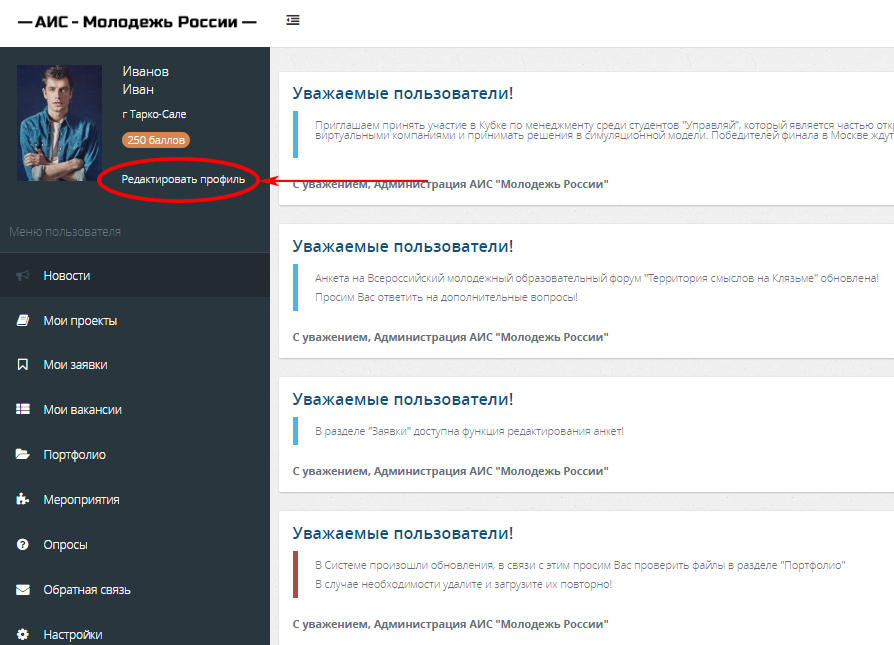 — АИС - Молодежь России —
Иванов
Иван
г Тарко-Сале
250 баллов
Редактировать профиль
Меню пользователя
Новости
Мои проекты
Мои заявки
Мои вакансии
Портфолио
Мероприятия
Опросы
Обратная связь
Настройки
Уважаемые пользователи!
Приглашаем принять участие в Кубке по менеджменту среди студентов "Управляй", который является частью откр
виртуальными компаниями и принимать решения в симуляционной модели. Победителей финала в Москве ждут
С уважением, Администрация АИС "Молодежь России"
Уважаемые пользователи!
Анкета на Всероссийский молодежный образовательный форум "Территория смыслов на Клязьме" обновлена!
Просим Вас ответить на дополнительные вопросы!
С уважением, Администрация АИС "Молодежь России"
Уважаемые пользователи!
В разделе "Заявки" доступна функция редактирования анкет!
С уважением, Администрация АИС "Молодежь России"
Уважаемые пользователи!
В Системе произошли обновления, в связи с этим просим Вас проверить файлы в разделе "Портфолио"
В случае необходимости удалите и загрузите их повторно!
С уважением, Администрация АИС "Молодежь России"